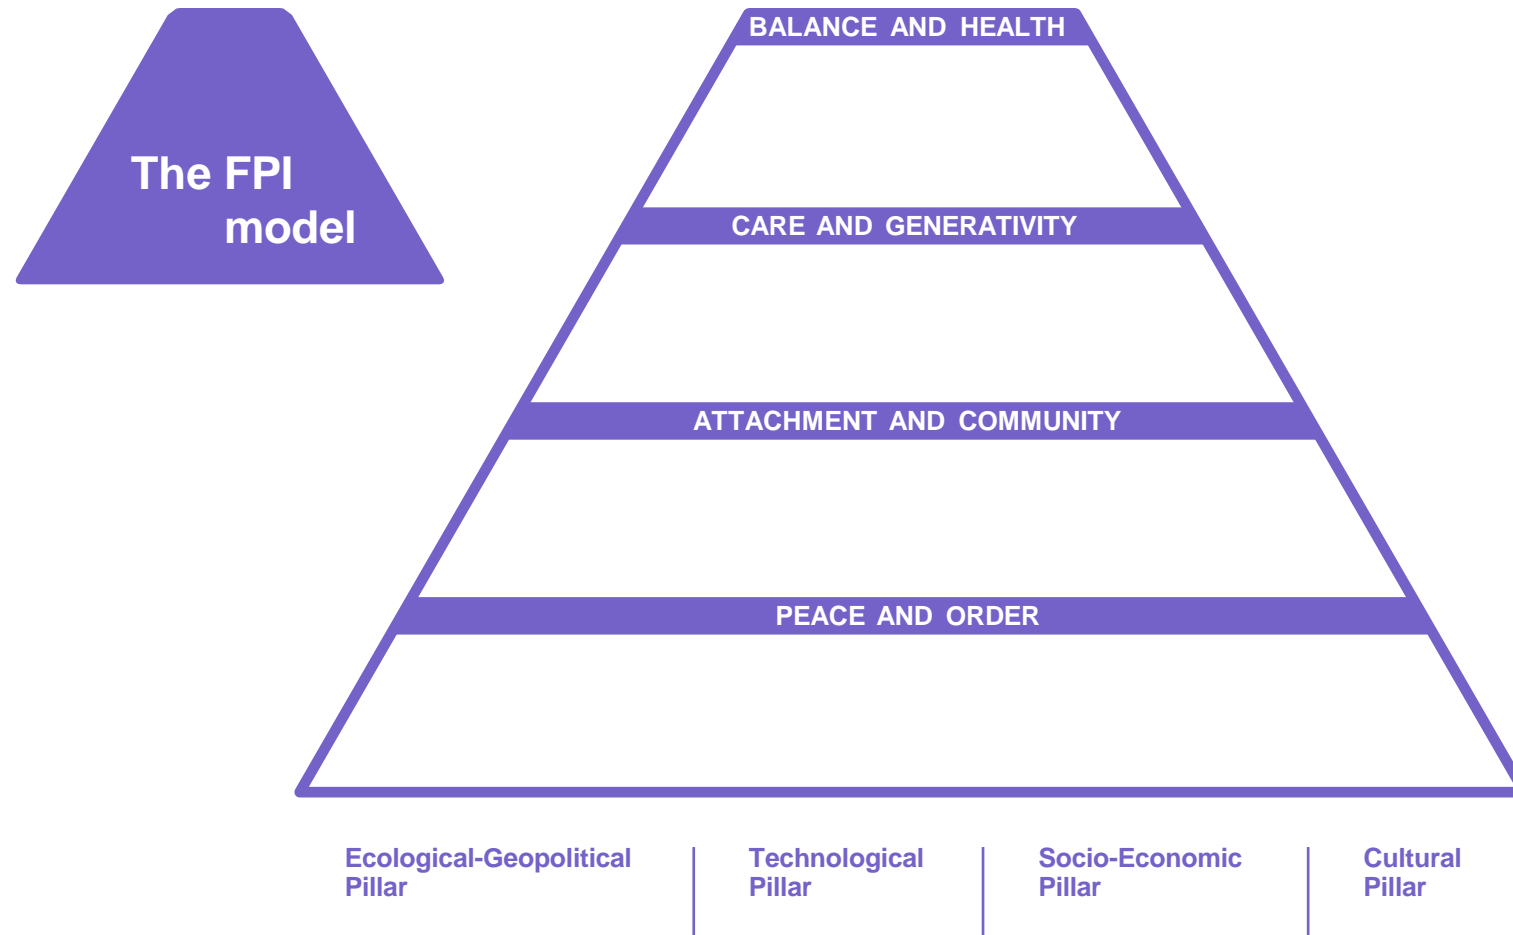 The FPI
model
BALANCE AND HEALTH
CARE AND GENERATIVITY
ATTACHMENT AND COMMUNITY
PEACE AND ORDER
Ecological-Geopolitical
Pillar
Technological
Pillar
Socio-Economic
Pillar
Cultural
Pillar